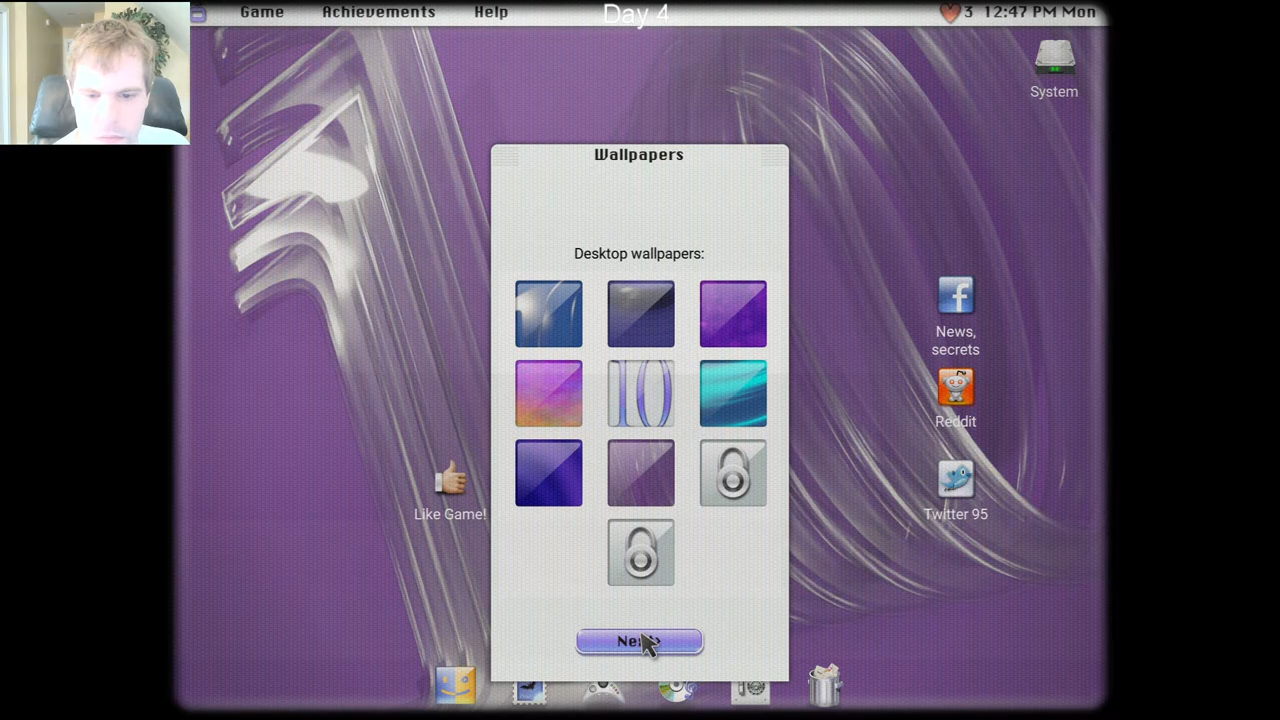 Game Achievements Help Day 4 3 12:47 PM Mon
System
Wallpapers
Desktop wallpapers:
10
News,
secrets
Reddit
Like Game!
Twitter 95